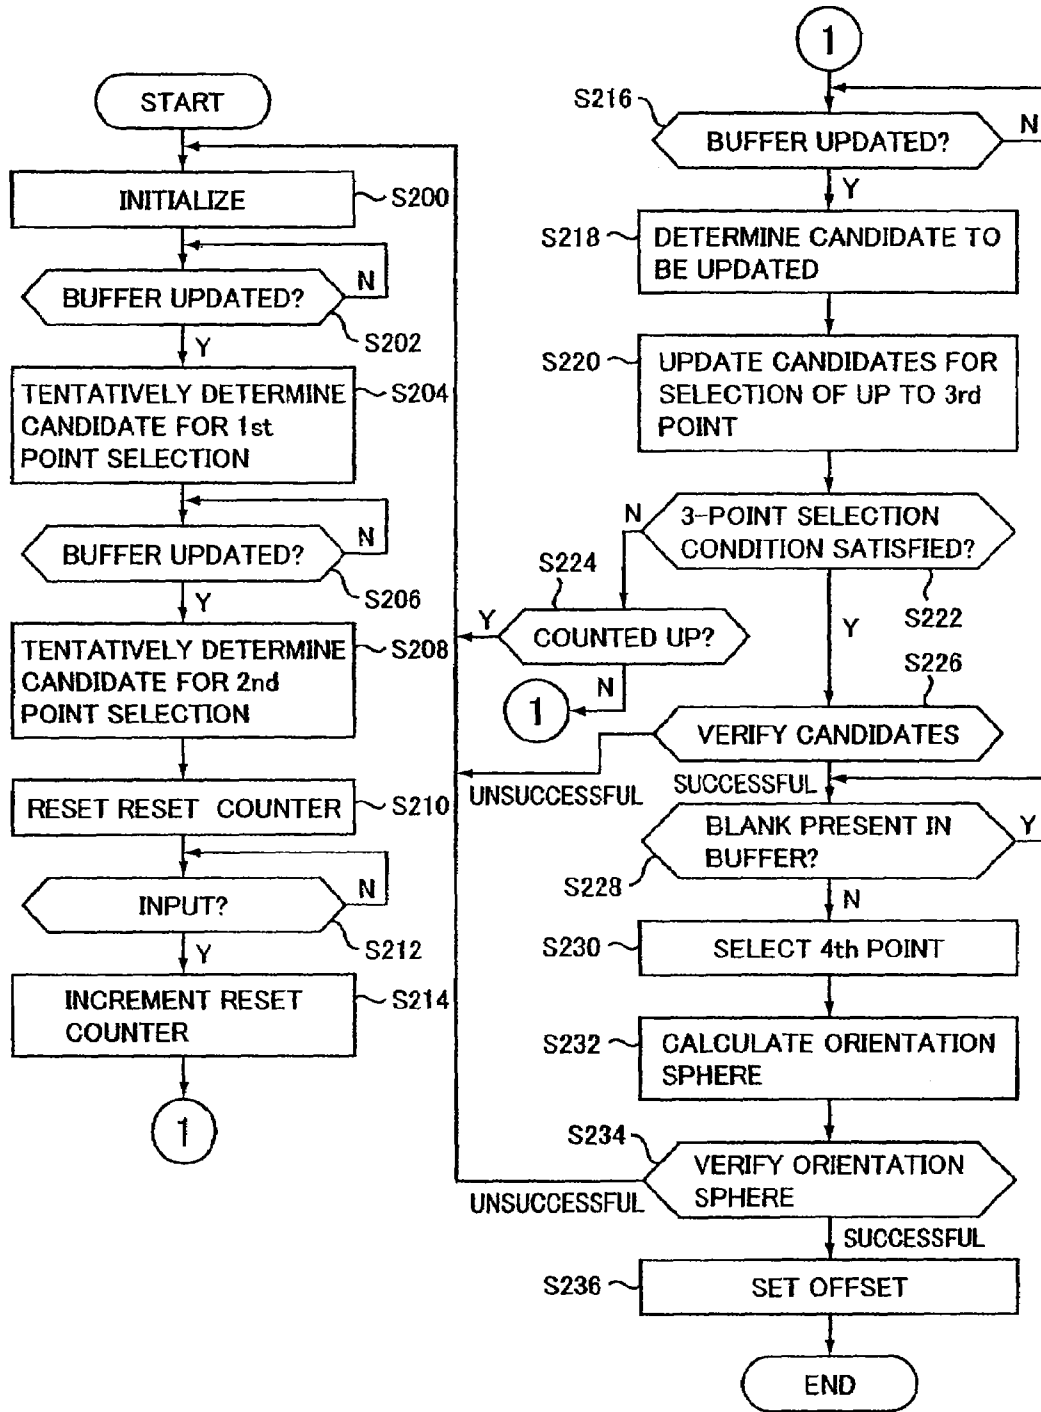 START
INITIALIZE
S200
N
BUFFER UPDATED?
S202
Y
TENTATIVELY DETERMINE
CANDIDATE FOR 1st
POINT SELECTION
S204
N
BUFFER UPDATED?
S206
Y
TENTATIVELY DETERMINE
CANDIDATE FOR 2nd
POINT SELECTION
S208
RESET RESET COUNTER
S210
N
INPUT?
S212
Y
INCREMENT RESET
COUNTER
S214
1
1
S216
BUFFER UPDATED?
N
Y
S218
DETERMINE CANDIDATE TO
BE UPDATED
S220
UPDATE CANDIDATES FOR
SELECTION OF UP TO 3rd
POINT
N
3-POINT SELECTION
CONDITION SATISFIED?
S222
S224
Y
COUNTED UP?
N
1
Y
S226
VERIFY CANDIDATES
UNSUCCESSFUL
SUCCESSFUL
BLANK PRESENT IN
BUFFER?
Y
S228
N
S230
SELECT 4th POINT
S232
CALCULATE ORIENTATION
SPHERE
S234
VERIFY ORIENTATION
SPHERE
UNSUCCESSFUL
SUCCESSFUL
S236
SET OFFSET
END